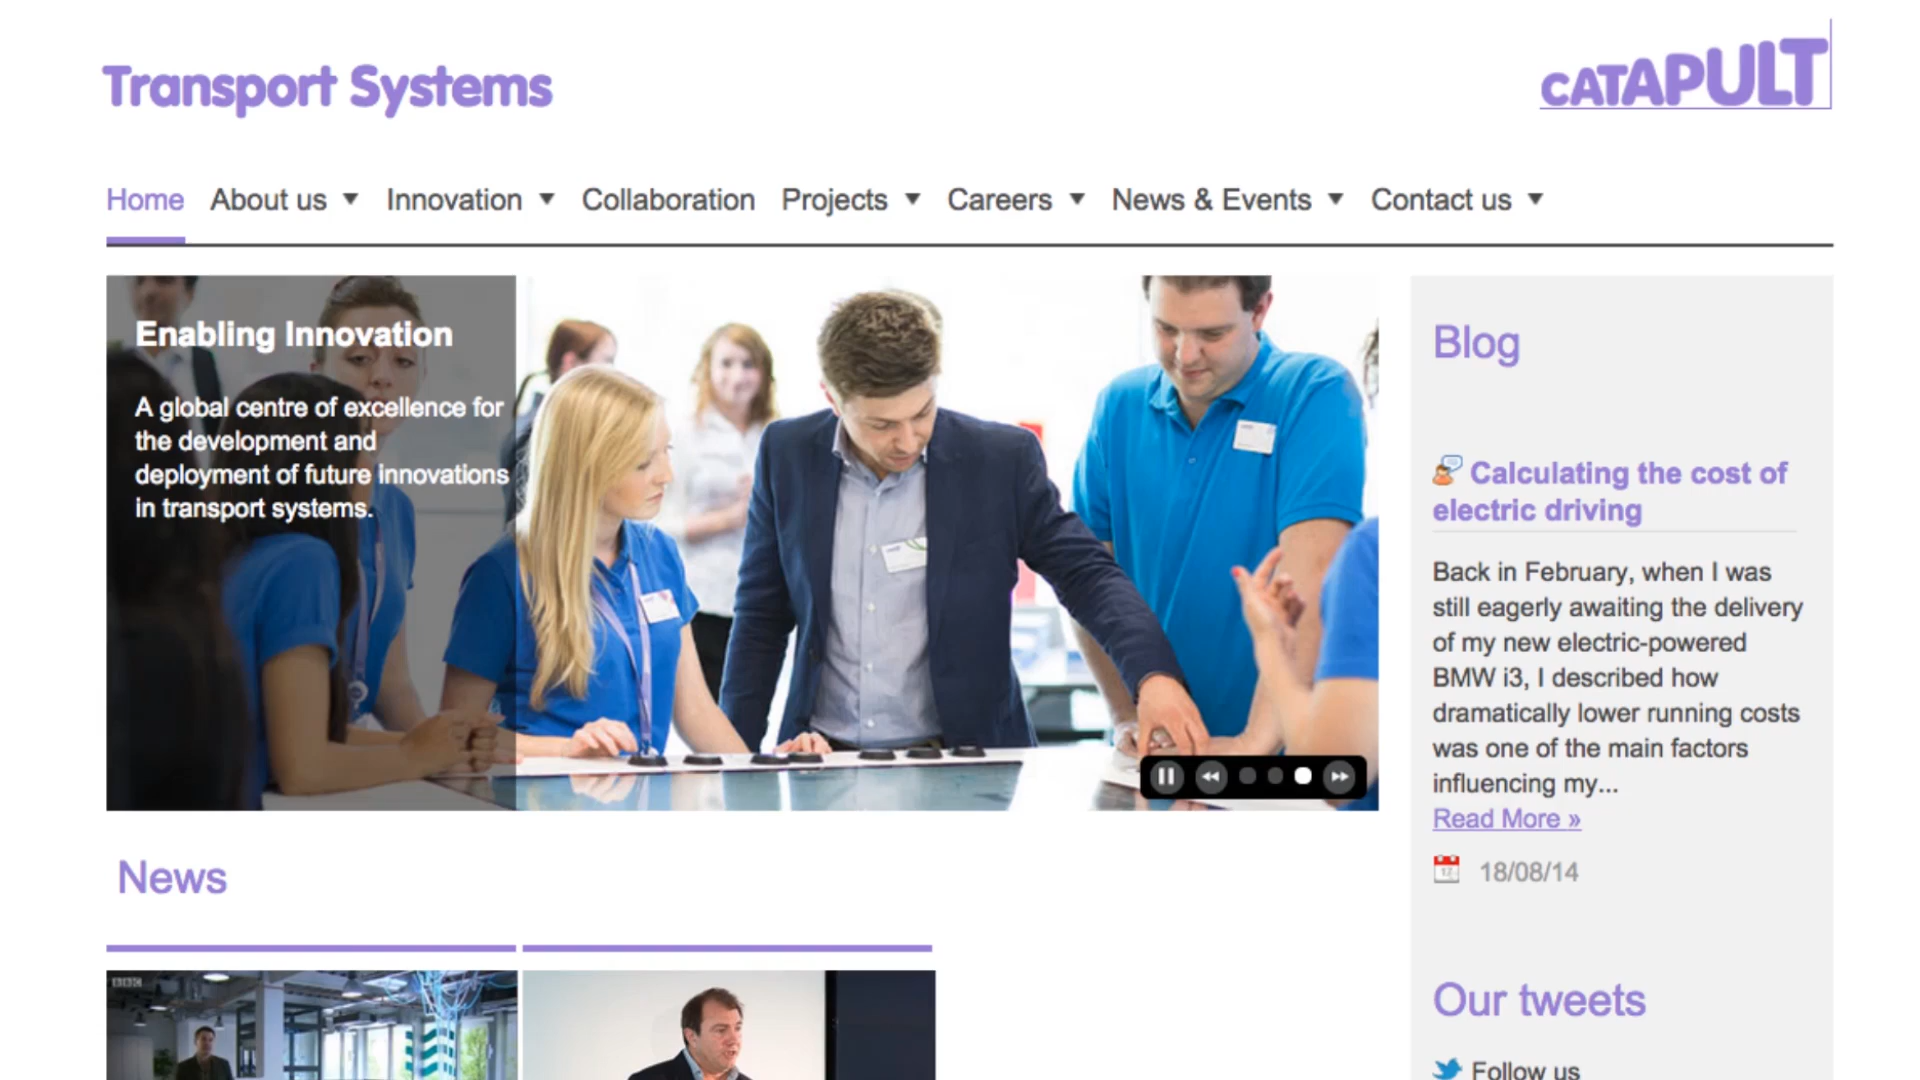 Transport Systems
CATAPULT
Home About us Innovation Collaboration Projects Careers News & Events Contact us
Enabling Innovation
A global centre of excellence for
the development and
deployment of future innovations
in transport systems.
Blog
Calculating the cost of
electric driving
Back in February, when I was
still eagerly awaiting the delivery
of my new electric-powered
BMW i3, I described how
dramatically lower running costs
was one of the main factors
influencing my...
Read More »
18/08/14
News
BBC
Our tweets
Follow us